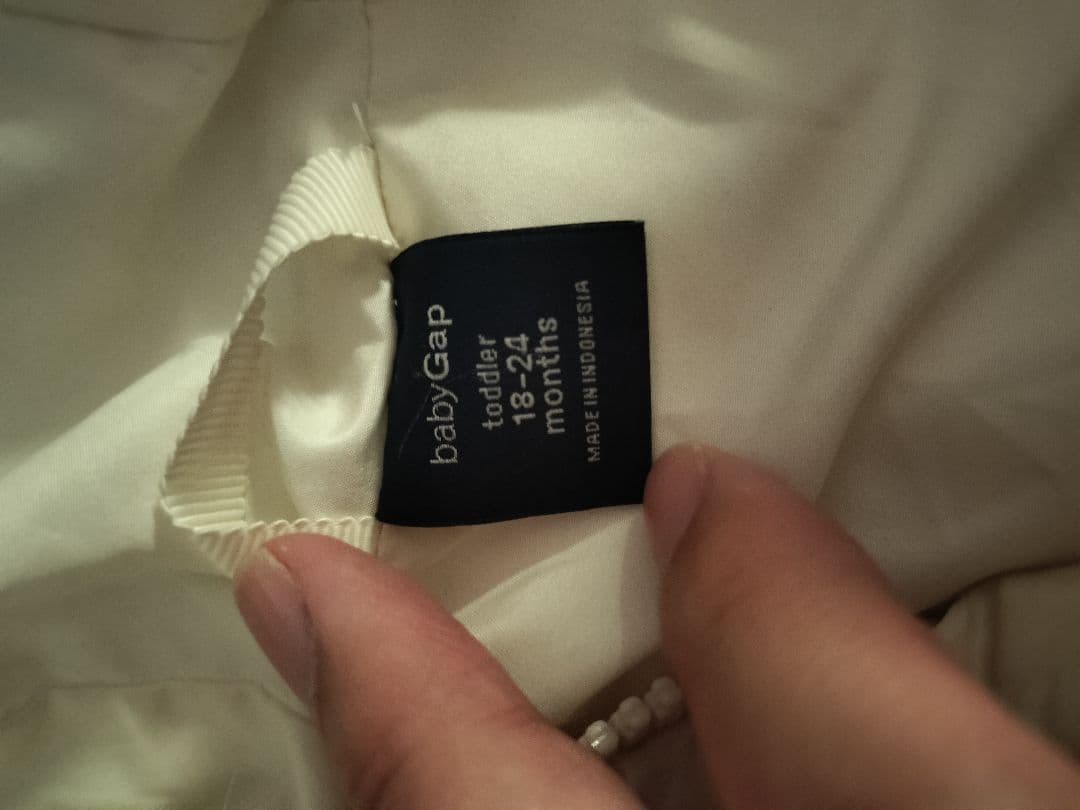 babyGap
toddler
18-24
months
MADE IN INDONESIA